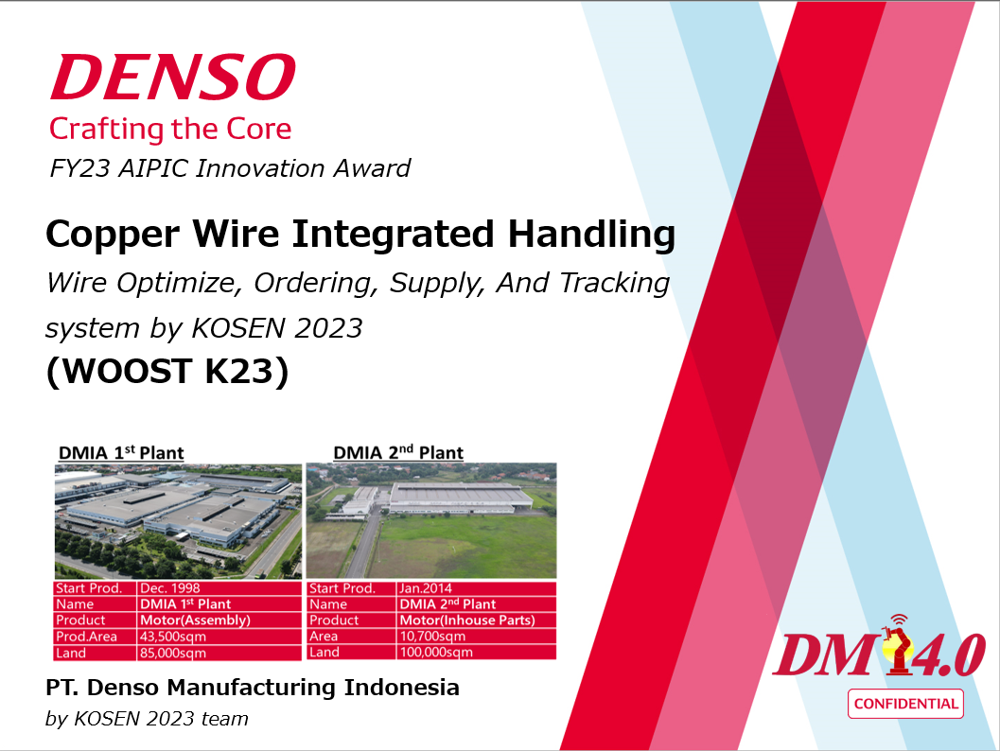 DENSO
Crafting the Core
FY23 AIPIC Innovation Award
Copper Wire Integrated Handling
Wire Optimize, Ordering, Supply, And Tracking
system by KOSEN 2023
(WOOST K23)
DMIA 1st Plant
Start Prod. Dec. 1998
Name DMIA 1st Plant
Product Motor(Assembly)
Prod.Area 43,500sqm
Land 85,000sqm
DMIA 2nd Plant
Start Prod. Jan.2014
Name DMIA 2nd Plant
Product Motor(Inhouse Parts)
Area 10,700sqm
Land 100,000sqm
PT. Denso Manufacturing Indonesia
by KOSEN 2023 team
DMI 4.0
CONFIDENTIAL